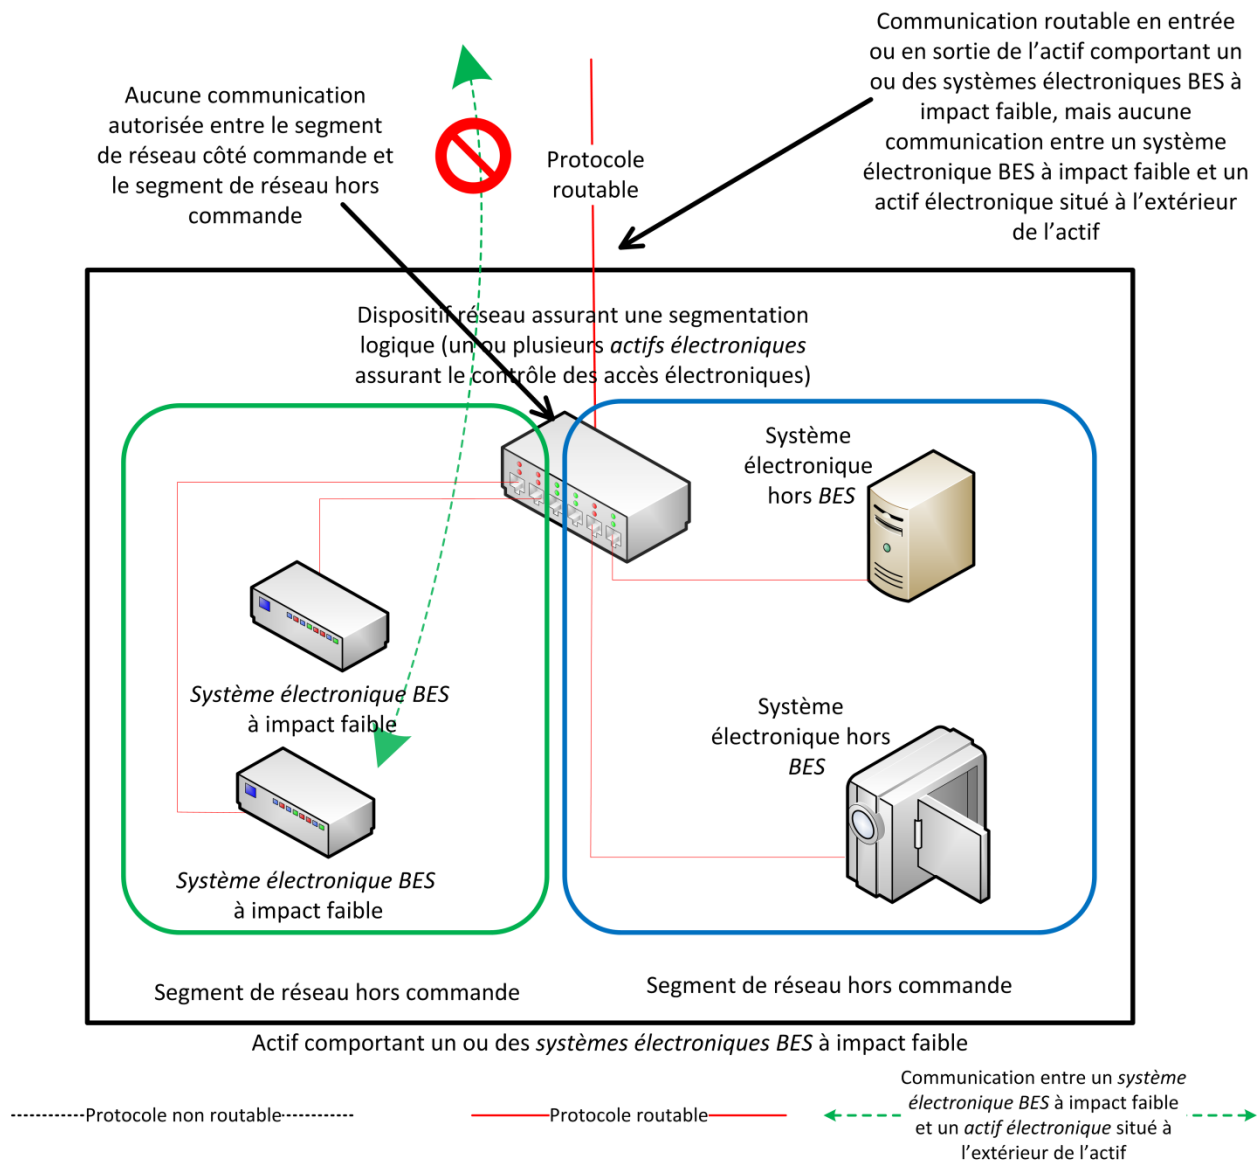 Communication routable en entrée
ou en sortie de l’actif comportant un
ou des systèmes électroniques BES à
impact faible, mais aucune
communication entre un système
électronique BES à impact faible et un
actif électronique situé à l’extérieur
de l’actif
Aucune communication
autorisée entre le segment
de réseau côté commande et
le segment de réseau hors
commande
Protocole
routable
Dispositif réseau assurant une segmentation
logique (un ou plusieurs actifs électroniques
assurant le contrôle des accès électroniques)
Système
électronique
hors BES
Système électronique BES
à impact faible
Système
électronique hors
BES
Système électronique BES
à impact faible
Segment de réseau hors commande
Segment de réseau hors commande
Actif comportant un ou des systèmes électroniques BES à impact faible
Protocole non routable
Protocole routable
Communication entre un système
électronique BES à impact faible
et un actif électronique situé à
l’extérieur de l’actif